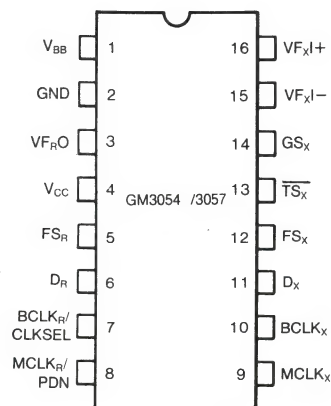 V_BB 1 16 VF_XI+
GND 2 15 VF_XI−
VF_RO 3 14 GS_X
V_CC 4 GM3054 /3057 13 T̅S̅_X̅
FS_R 5 12 FS_X
D_R 6 11 D_X
BCLK_R/
CLKSEL 7 10 BCLK_X
MCLK_R/
PDN 8 9 MCLK_X